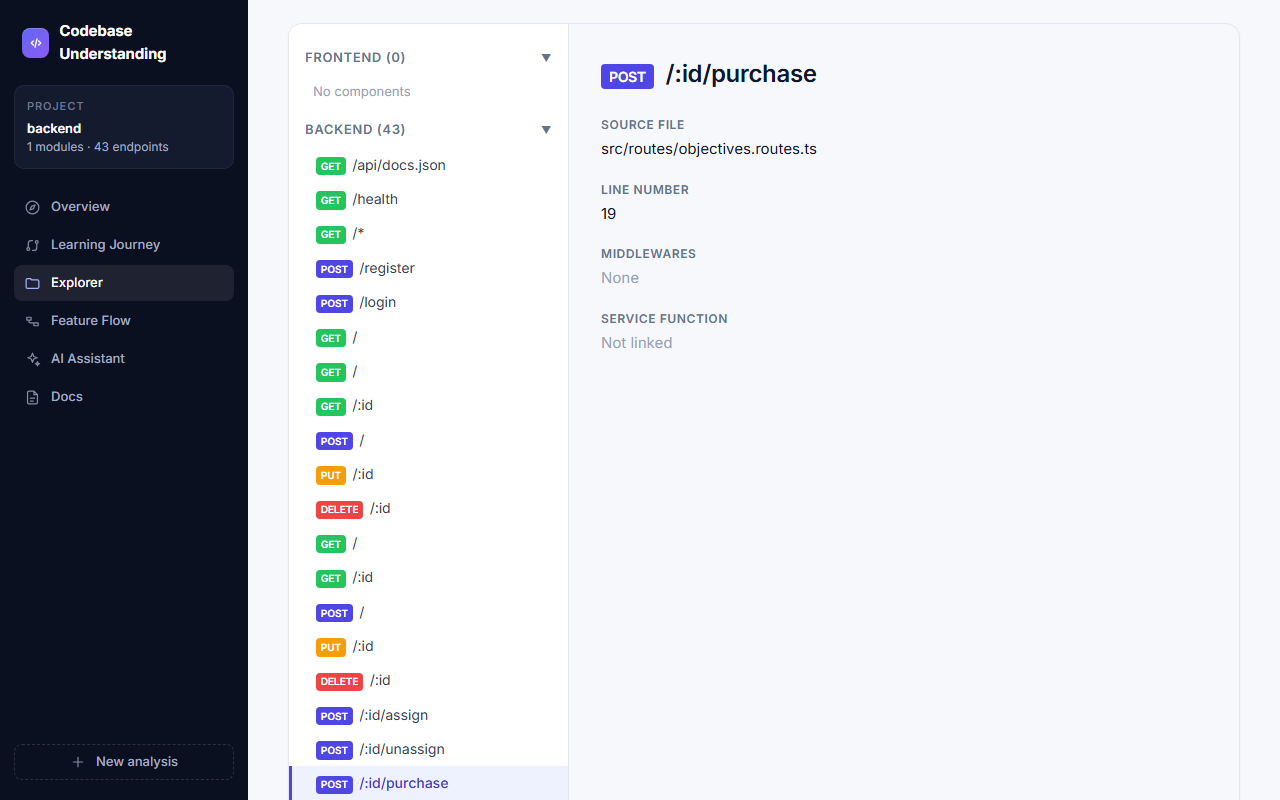 Codebase
Understanding
PROJECT
backend
1 modules · 43 endpoints
Overview
Learning Journey
Explorer
Feature Flow
AI Assistant
Docs
New analysis
FRONTEND (0)
No components
BACKEND (43)
GET /api/docs.json
GET /health
GET /*
POST /register
POST /login
GET /
GET /
GET /:id
POST /
PUT /:id
DELETE /:id
GET /
GET /:id
POST /
PUT /:id
DELETE /:id
POST /:id/assign
POST /:id/unassign
POST /:id/purchase
POST /:id/purchase
SOURCE FILE
src/routes/objectives.routes.ts
LINE NUMBER
19
MIDDLEWARES
None
SERVICE FUNCTION
Not linked